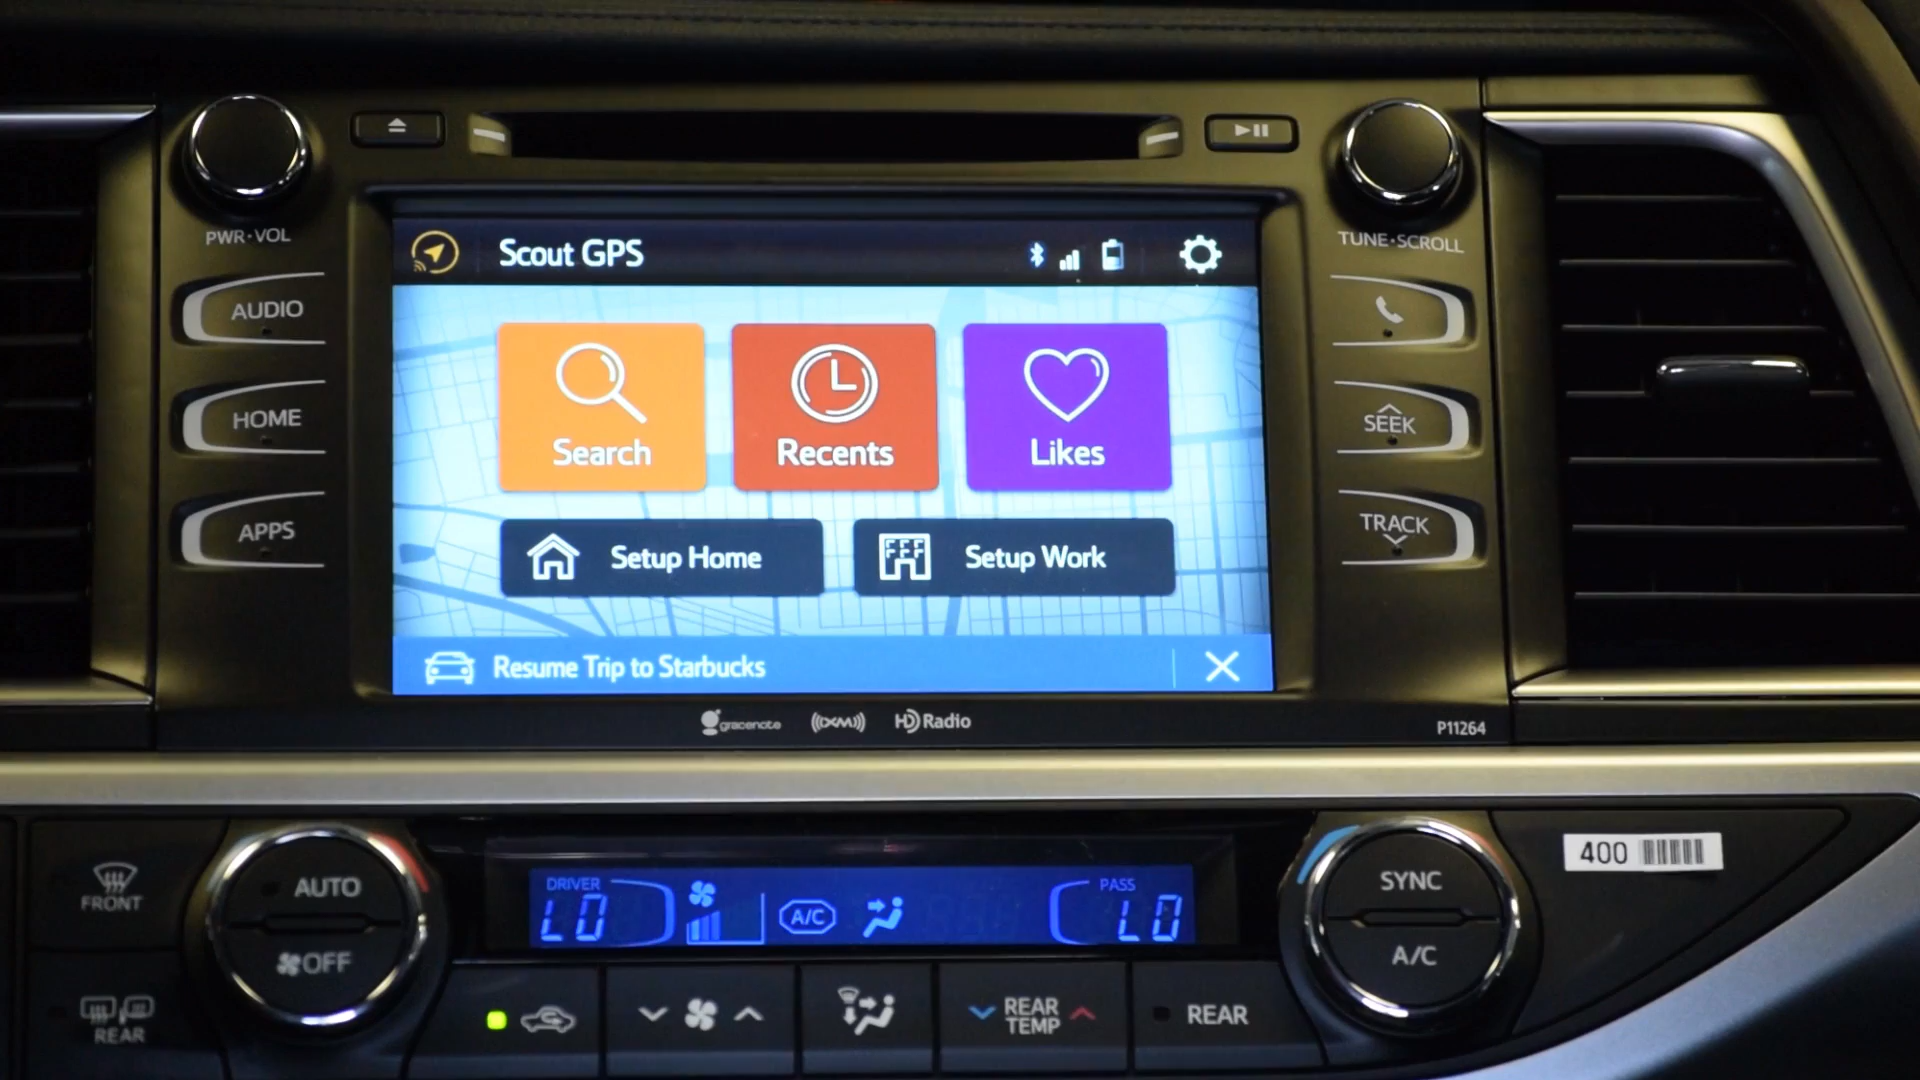 PWR•VOL
TUNE•SCROLL
AUDIO
HOME
APPS
SEEK
TRACK
Scout GPS
Search
Recents
Likes
Setup Home
Setup Work
Resume Trip to Starbucks
gracenote
((XM))
HD Radio
P11264
FRONT
REAR
AUTO
OFF
DRIVER
LO
A/C
PASS
LO
SYNC
A/C
400
REAR
TEMP
REAR